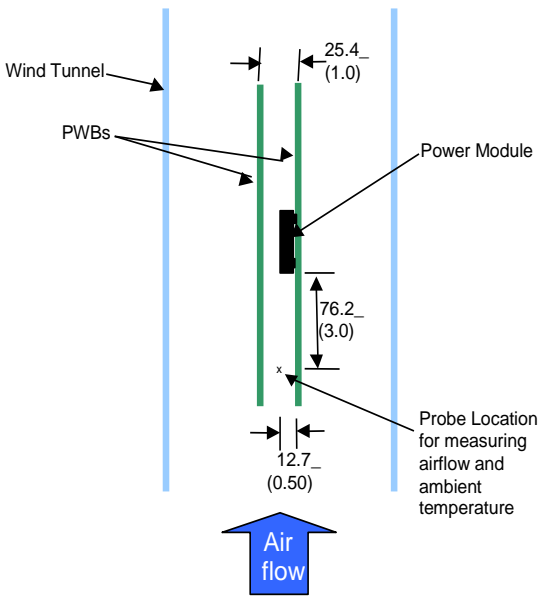 25.4_
(1.0)
Wind Tunnel
PWBs
Power Module
76.2_
(3.0)
x
Probe Location
for measuring
airflow and
ambient
temperature
12.7_
(0.50)
Air
flow